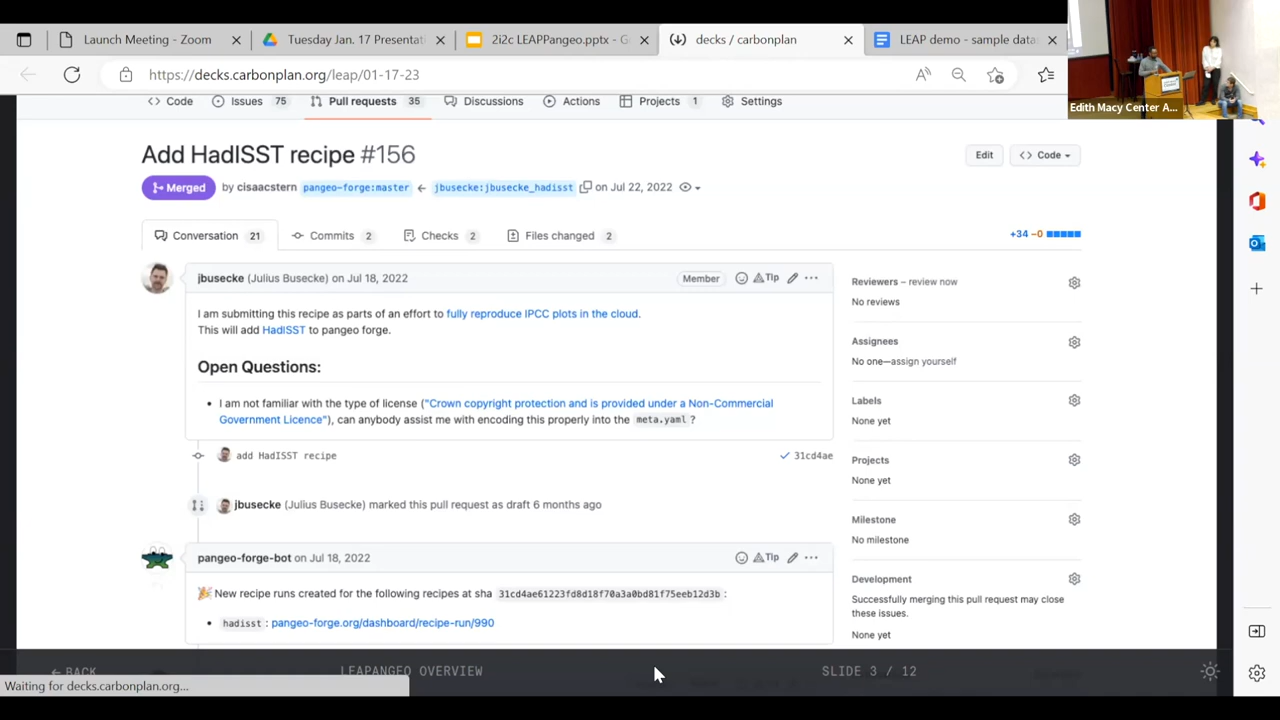 Launch Meeting - Zoom
Tuesday Jan. 17 Presentat
2i2c LEAPPangeo.pptx - G
decks / carbonplan
LEAP demo - sample data
https://decks.carbonplan.org/leap/01-17-23
Edith Macy Center A...
Code
Issues 75
Pull requests 35
Discussions
Actions
Projects 1
Settings
Add HadISST recipe #156
Edit
Code
Merged by cisaacstern pangeo-forge:master ← jbusecke:jbusecke_hadisst on Jul 22, 2022
Conversation 21
Commits 2
Checks 2
Files changed 2
+34 −0
jbusecke (Julius Busecke) on Jul 18, 2022
Member
Tip
I am submitting this recipe as parts of an effort to fully reproduce IPCC plots in the cloud.
This will add HadISST to pangeo forge.
Open Questions:
• I am not familiar with the type of license ("Crown copyright protection and is provided under a Non-Commercial
Government Licence"), can anybody assist me with encoding this properly into the meta.yaml ?
add HadISST recipe
31cd4ae
jbusecke (Julius Busecke) marked this pull request as draft 6 months ago
pangeo-forge-bot on Jul 18, 2022
Tip
New recipe runs created for the following recipes at sha 31cd4ae61223fd8d18f70a3a0bd81f75eeb12d3b :
• hadisst : pangeo-forge.org/dashboard/recipe-run/990
Reviewers – review now
No reviews
Assignees
No one—assign yourself
Labels
None yet
Projects
None yet
Milestone
No milestone
Development
Successfully merging this pull request may close
these issues.
None yet
← BACK
LEAPANGEO OVERVIEW
SLIDE 3 / 12
Waiting for decks.carbonplan.org...